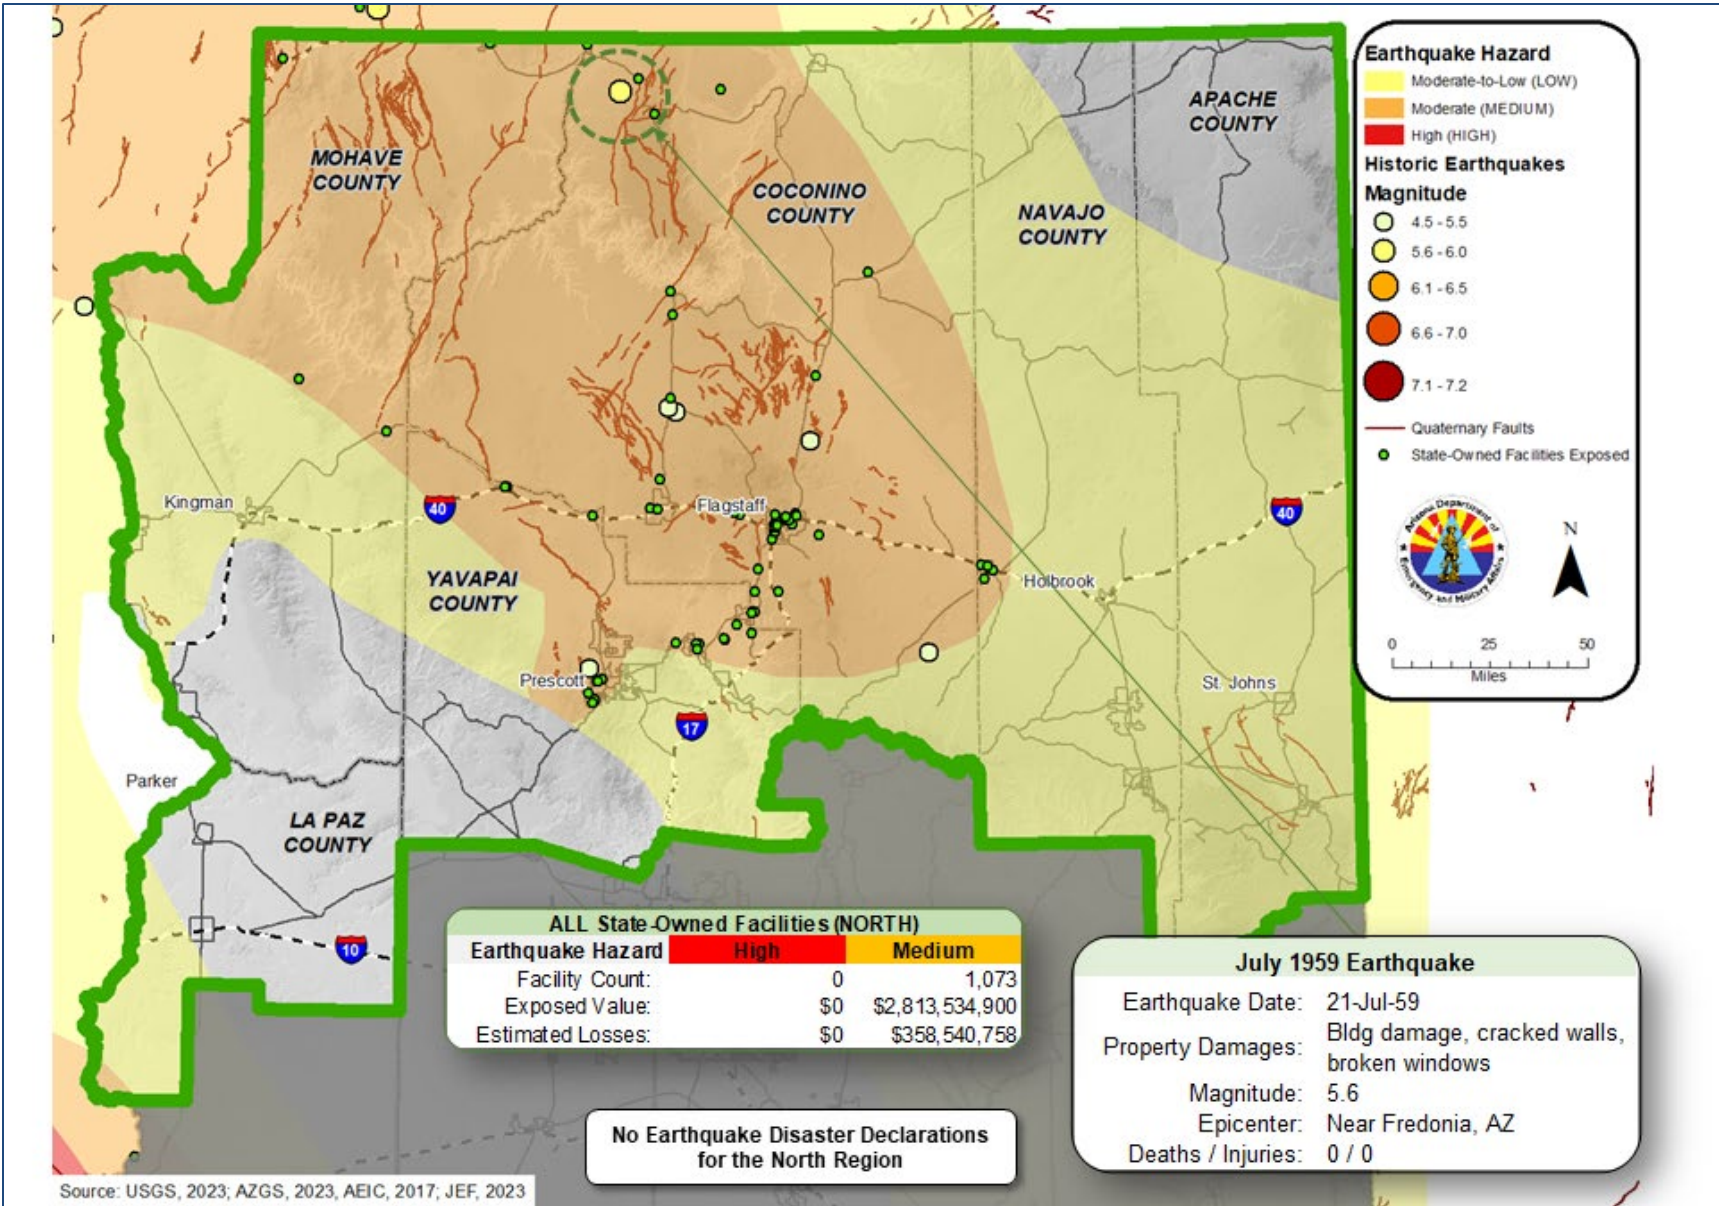 MOHAVE
COUNTY
COCONINO
COUNTY
NAVAJO
COUNTY
APACHE
COUNTY
Kingman
40
Flagstaff
40
YAVAPAI
COUNTY
Holbrook
Prescott
St. Johns
17
Parker
LA PAZ
COUNTY
10
Earthquake Hazard
Moderate-to-Low (LOW)
Moderate (MEDIUM)
High (HIGH)
Historic Earthquakes
Magnitude
4.5 - 5.5
5.6 - 6.0
6.1 - 6.5
6.6 - 7.0
7.1 - 7.2
Quaternary Faults
State-Owned Facilities Exposed
Arizona Department of
Emergency and Military Affairs
N
0 25 50
Miles
ALL State-Owned Facilities (NORTH)
Earthquake Hazard High Medium
Facility Count: 0 1,073
Exposed Value: $0 $2,813,534,900
Estimated Losses: $0 $358,540,758
No Earthquake Disaster Declarations
for the North Region
July 1959 Earthquake
Earthquake Date: 21-Jul-59
Property Damages: Bldg damage, cracked walls,
broken windows
Magnitude: 5.6
Epicenter: Near Fredonia, AZ
Deaths / Injuries: 0 / 0
Source: USGS, 2023; AZGS, 2023, AEIC, 2017; JEF, 2023